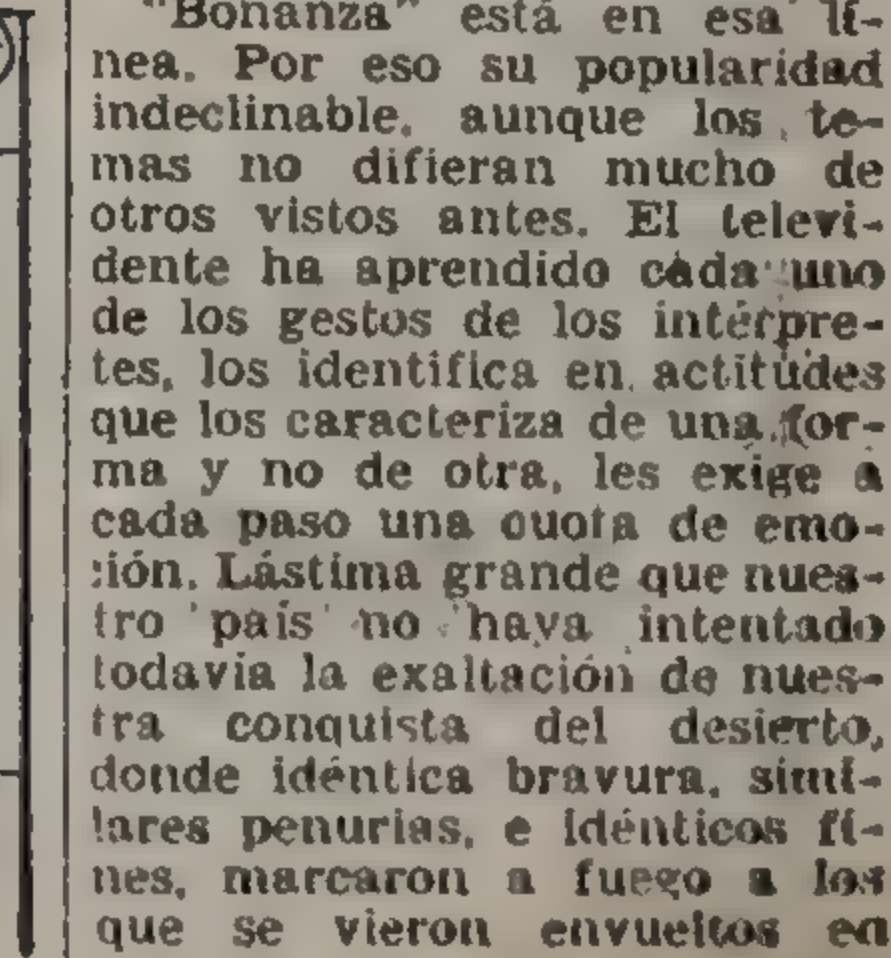 "Bonanza" está en esa lí-
nea. Por eso su popularidad
indeclinable, aunque los te-
mas no difieran mucho de
otros vistos antes. El televi-
dente ha aprendido cada uno
de los gestos de los intérpre-
tes, los identifica en actitudes
que los caracteriza de una for-
ma y no de otra, les exige a
cada paso una cuota de emo-
ción. Lástima grande que nues-
tro país no haya intentado
todavía la exaltación de nues-
tra conquista del desierto,
donde idéntica bravura, simi-
lares penurias, e idénticos fi-
nes, marcaron a fuego a los
que se vieron envueltos en